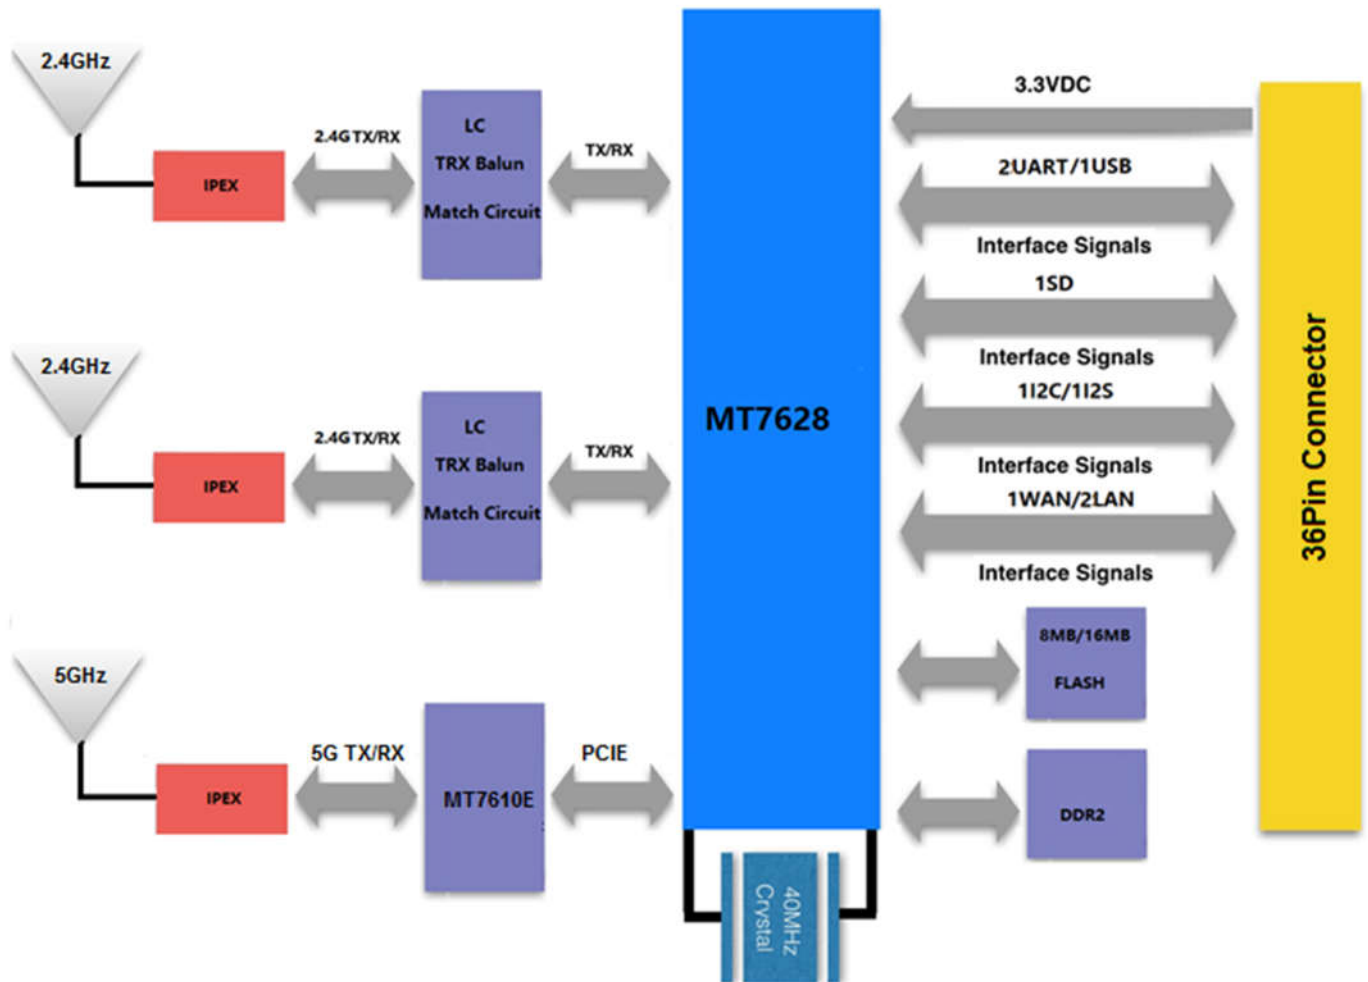 2.4GHz
IPEX
2.4G TX/RX
LC
TRX Balun
Match Circuit
TX/RX
2.4GHz
IPEX
2.4G TX/RX
LC
TRX Balun
Match Circuit
TX/RX
5GHz
IPEX
5G TX/RX
MT7610E
PCIE
MT7628
40MHz
Crystal
3.3VDC
2UART/1USB
Interface Signals
1SD
Interface Signals
1I2C/1I2S
Interface Signals
1WAN/2LAN
Interface Signals
8MB/16MB
FLASH
DDR2
36Pin Connector